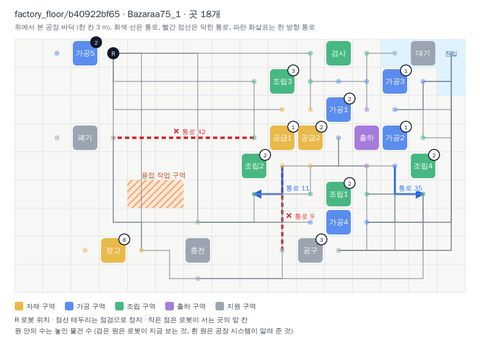 factory_floor/b40922bf65 · Bazaraa75_1 · 곳 18개
위에서 본 공장 바닥 (한 칸 3 m). 회색 선은 통로, 빨간 점선은 막힌 통로, 파란 화살표는 한 방향 통로
가공5 2 R 검사 대기 진입
조립3 3 가공3 1
가공1 2
폐기 ✕ 통로 42 공급1 1 공급2 2 출하 가공2 1
조립2 2 조립4 2
용접 작업 구역 통로 11 조립1 2 통로 35
✕ 통로 9 가공4
창고 8 충전 공구 3
자재 구역 가공 구역 조립 구역 출하 구역 지원 구역
R 로봇 위치 · 점선 테두리는 점검으로 정지 · 작은 점은 로봇이 서는 곳의 앞 칸
원 안의 수는 놓인 물건 수 (검은 원은 로봇이 지금 보는 것, 흰 원은 공장 시스템이 알려 준 것)